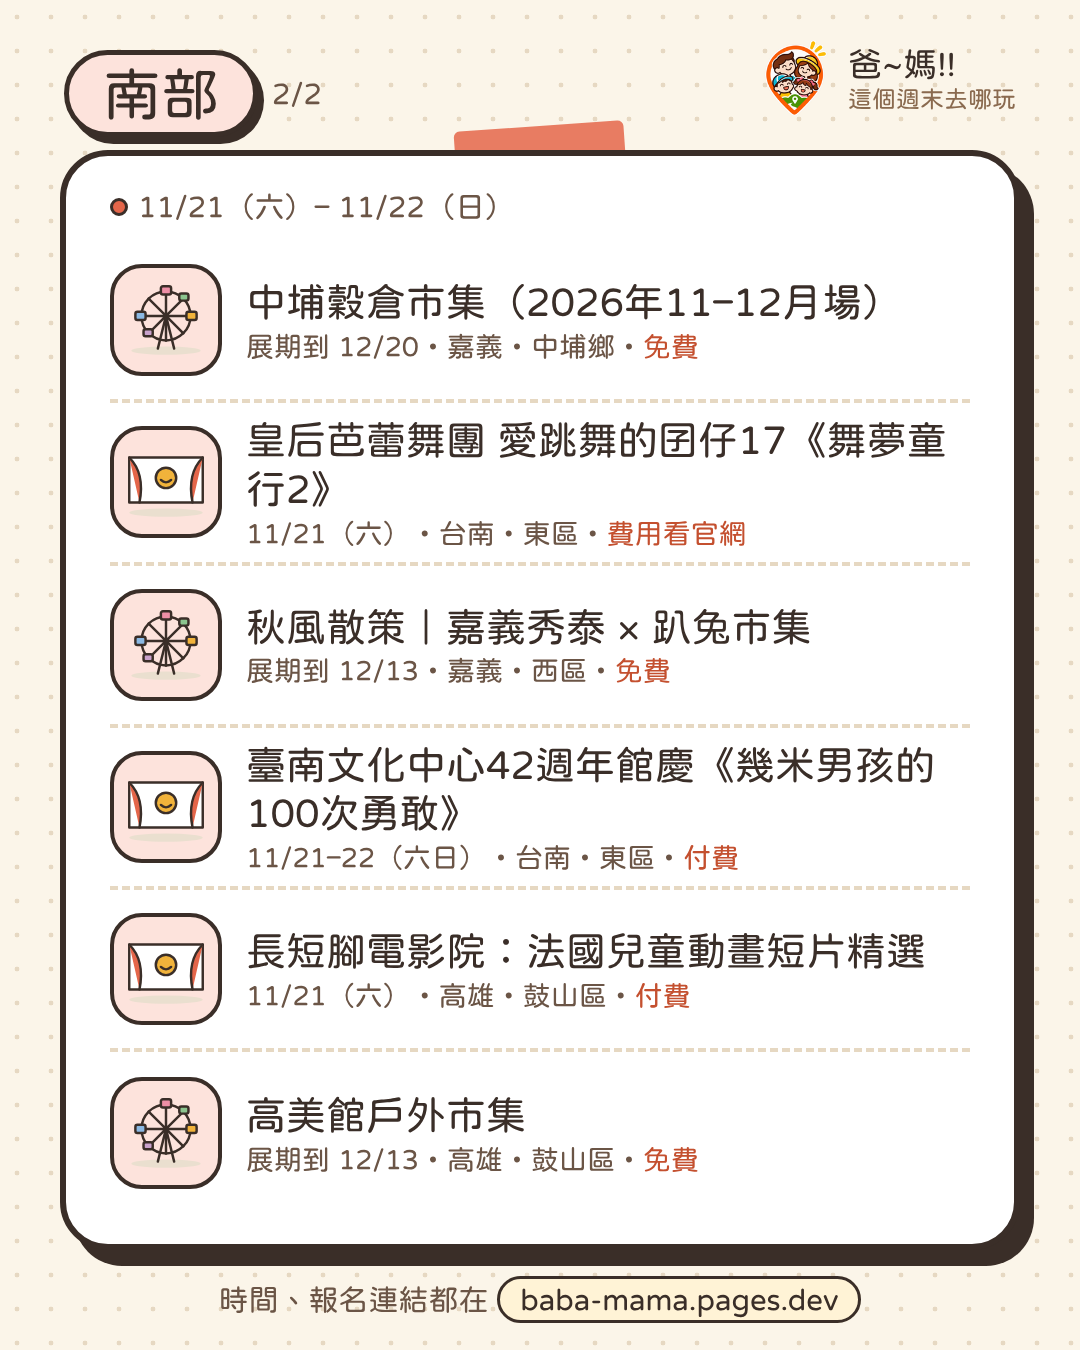 南部 2/2
爸~媽!!
這個週末去哪玩
11/21（六）– 11/22（日）
中埔穀倉市集（2026年11–12月場）
展期到 12/20・嘉義・中埔鄉・免費
皇后芭蕾舞團 愛跳舞的囝仔17《舞夢童
行2》
11/21（六）・台南・東區・費用看官網
秋風散策｜嘉義秀泰 × 趴兔市集
展期到 12/13・嘉義・西區・免費
臺南文化中心42週年館慶《幾米男孩的
100次勇敢》
11/21–22（六日）・台南・東區・付費
長短腳電影院：法國兒童動畫短片精選
11/21（六）・高雄・鼓山區・付費
高美館戶外市集
展期到 12/13・高雄・鼓山區・免費
時間、報名連結都在 baba-mama.pages.dev